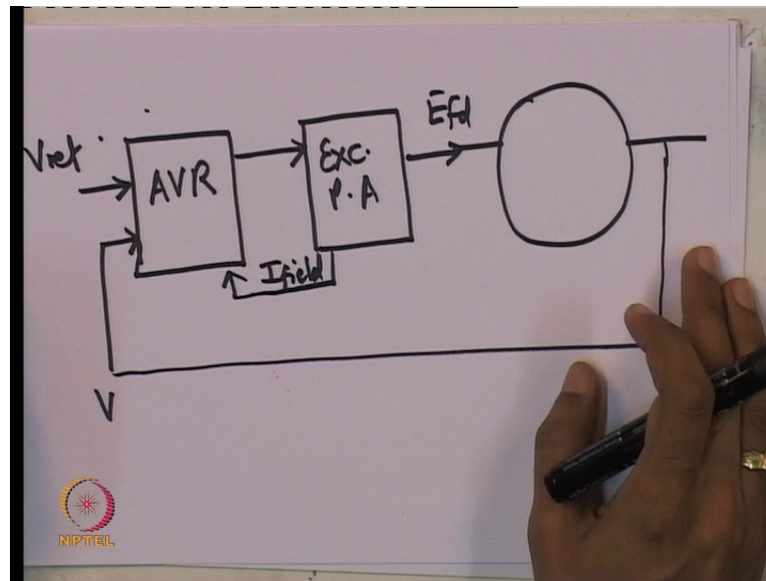 Efd
Vref
AVR
Exc.
P.A
Ifield
V
NPTEL